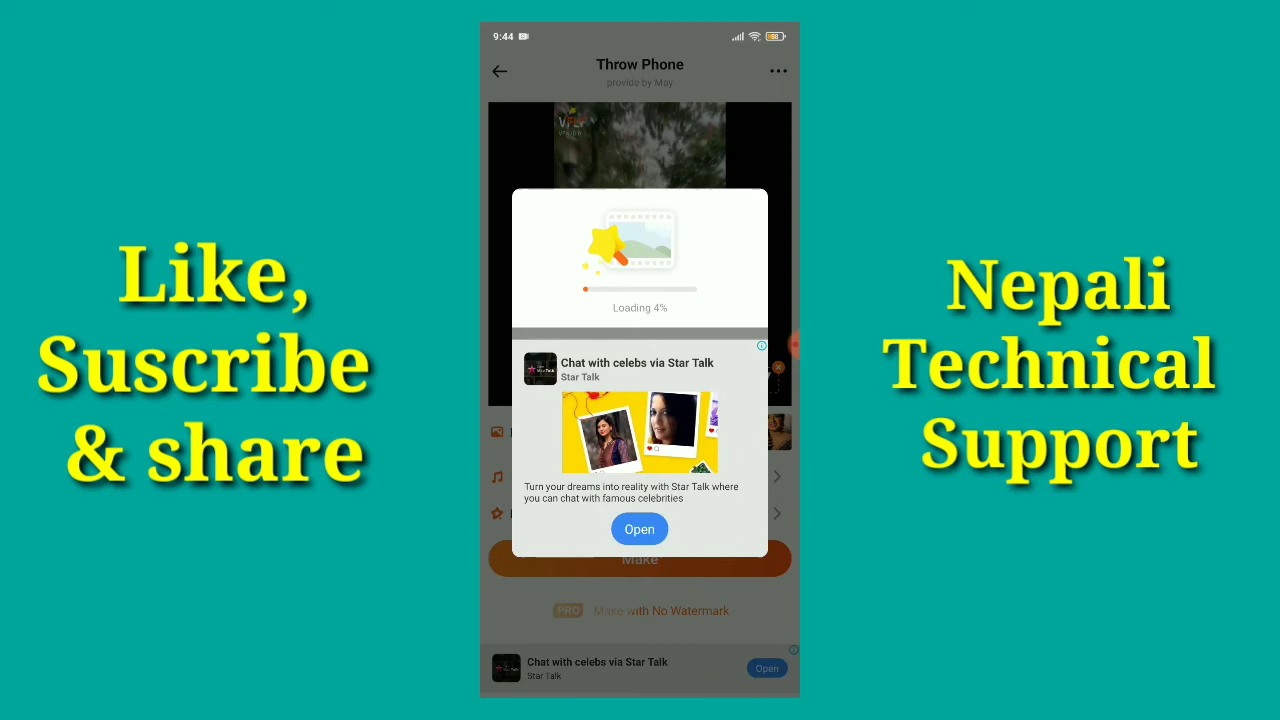 9:44
58
Throw Phone
provide by May
Like,
Suscribe
& share
Nepali
Technical
Support
Loading 4%
Chat with celebs via Star Talk
Star Talk
Turn your dreams into reality with Star Talk where
you can chat with famous celebrities
Open
Make
PRO Make with No Watermark
Chat with celebs via Star Talk
Star Talk
Open